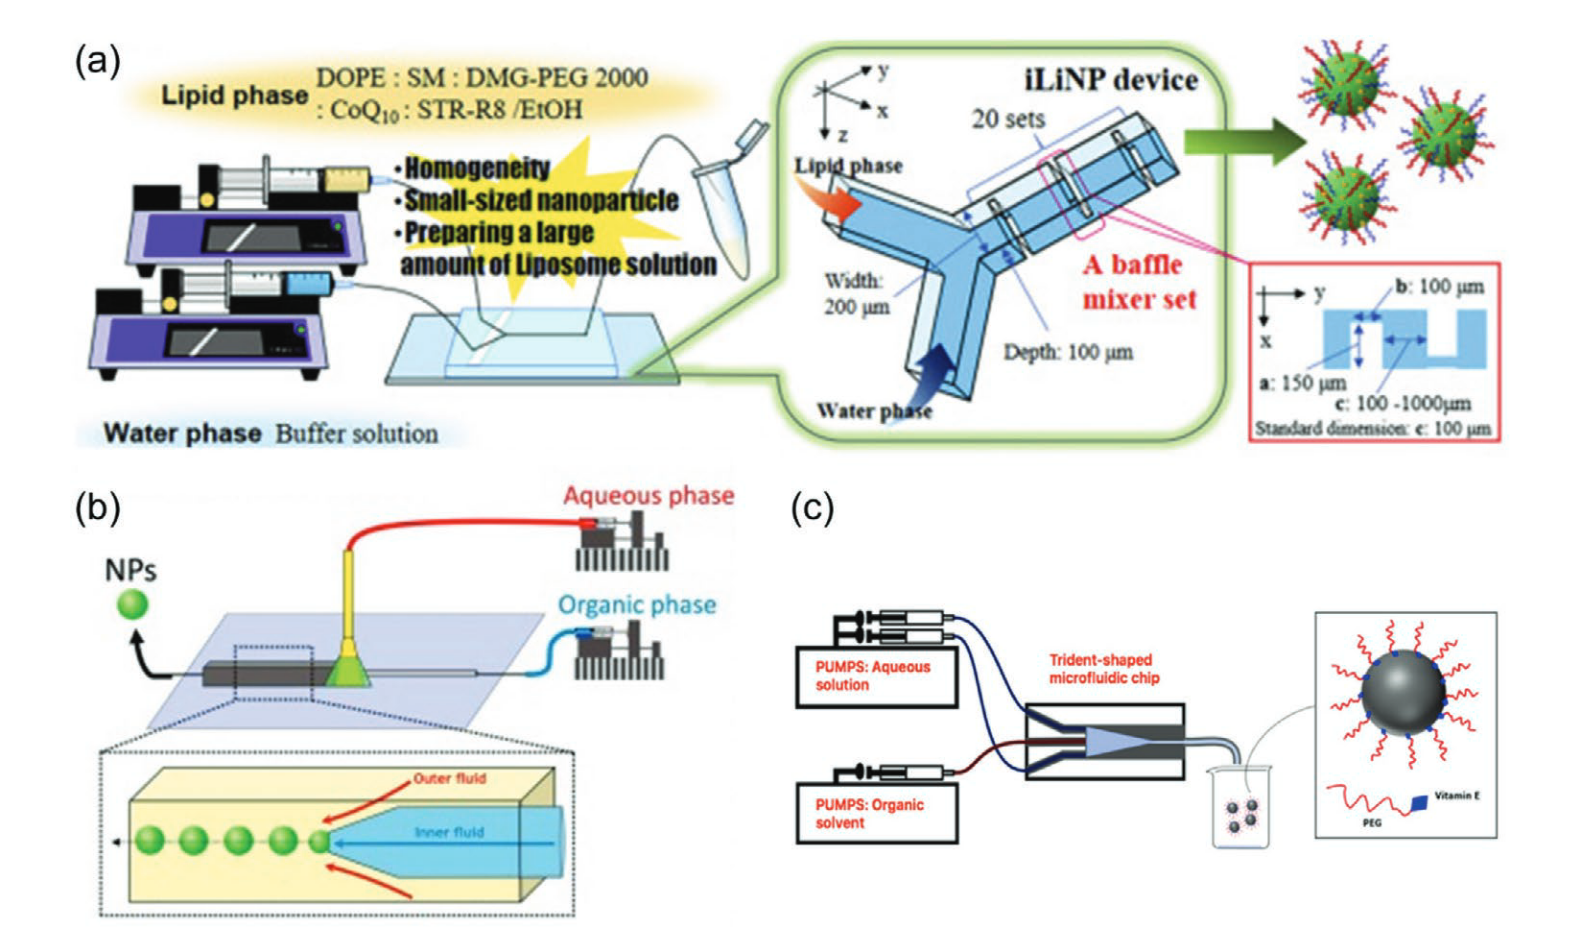 (a)
Lipid phase DOPE : SM : DMG-PEG 2000
: CoQ10 : STR-R8 /EtOH
·Homogeneity
·Small-sized nanoparticle
·Preparing a large
amount of Liposome solution
Water phase Buffer solution
iLiNP device
y
x
z
20 sets
Lipid phase
Width:
200 μm
A baffle
mixer set
Depth: 100 μm
Water phase
y
x
b: 100 μm
a: 150 μm
c: 100 -1000μm
Standard dimension: c: 100 μm
(b)
Aqueous phase
NPs
Organic phase
Outer fluid
Inner fluid
(c)
PUMPS: Aqueous
solution
Trident-shaped
microfluidic chip
PUMPS: Organic
solvent
Vitamin E
PEG